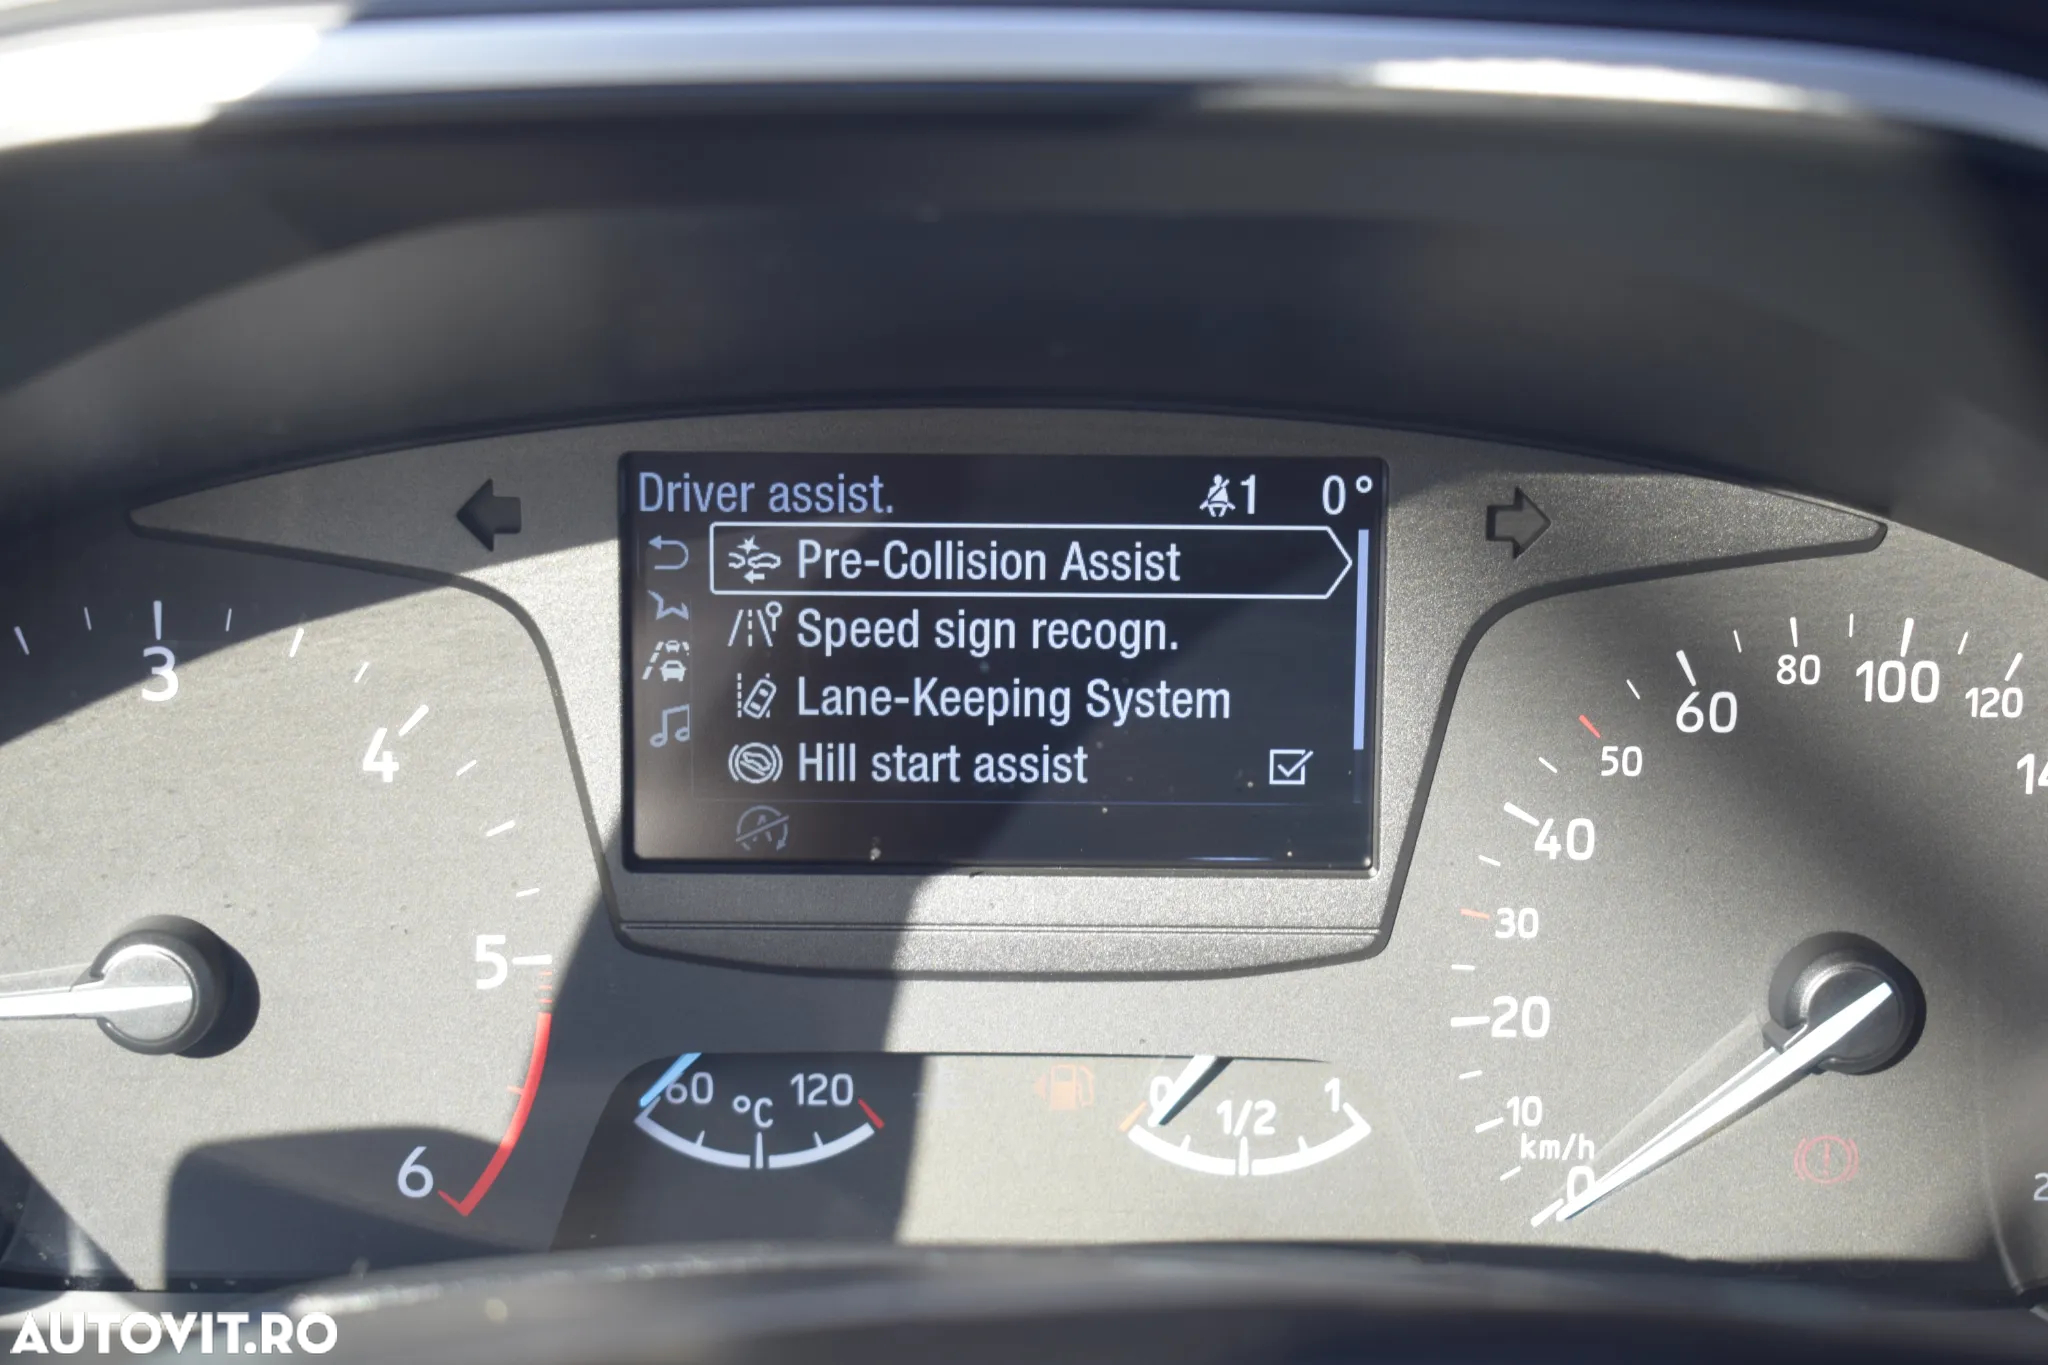 Driver assist.
1
0°
Pre-Collision Assist
Speed sign recogn.
Lane-Keeping System
Hill start assist
3
4
5
6
60
°C
120
0
1/2
1
0
10
km/h
20
30
40
50
60
80
100
120
AUTOVIT.RO